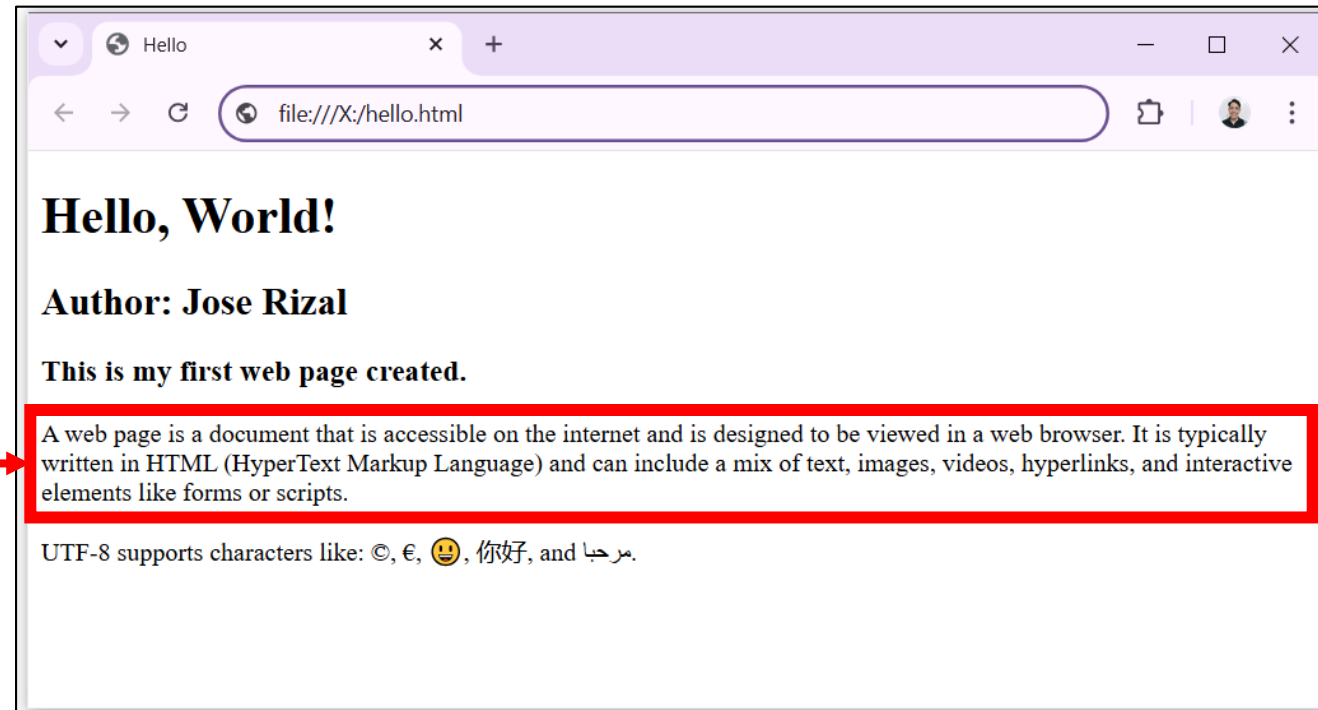 Hello
file:///X:/hello.html
Hello, World!
Author: Jose Rizal
This is my first web page created.
A web page is a document that is accessible on the internet and is designed to be viewed in a web browser. It is typically
written in HTML (HyperText Markup Language) and can include a mix of text, images, videos, hyperlinks, and interactive
elements like forms or scripts.
UTF-8 supports characters like: ©, €, 😃, 你好, and مرحبا.